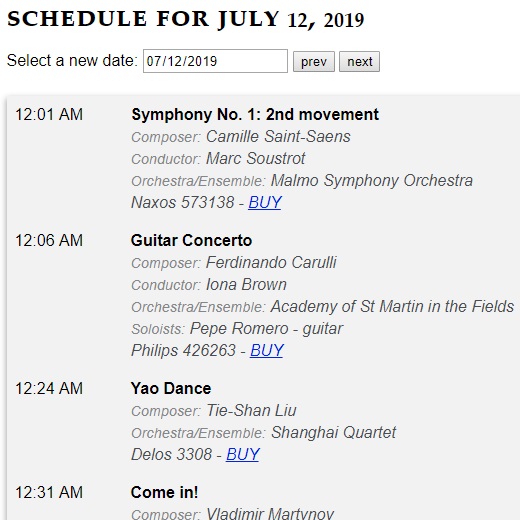 SCHEDULE FOR JULY 12, 2019
Select a new date: 07/12/2019 prev next
12:01 AM Symphony No. 1: 2nd movement
Composer: Camille Saint-Saens
Conductor: Marc Soustrot
Orchestra/Ensemble: Malmo Symphony Orchestra
Naxos 573138 - BUY
12:06 AM Guitar Concerto
Composer: Ferdinando Carulli
Conductor: Iona Brown
Orchestra/Ensemble: Academy of St Martin in the Fields
Soloists: Pepe Romero - guitar
Philips 426263 - BUY
12:24 AM Yao Dance
Composer: Tie-Shan Liu
Orchestra/Ensemble: Shanghai Quartet
Delos 3308 - BUY
12:31 AM Come in!
Composer: Vladimir Martynov